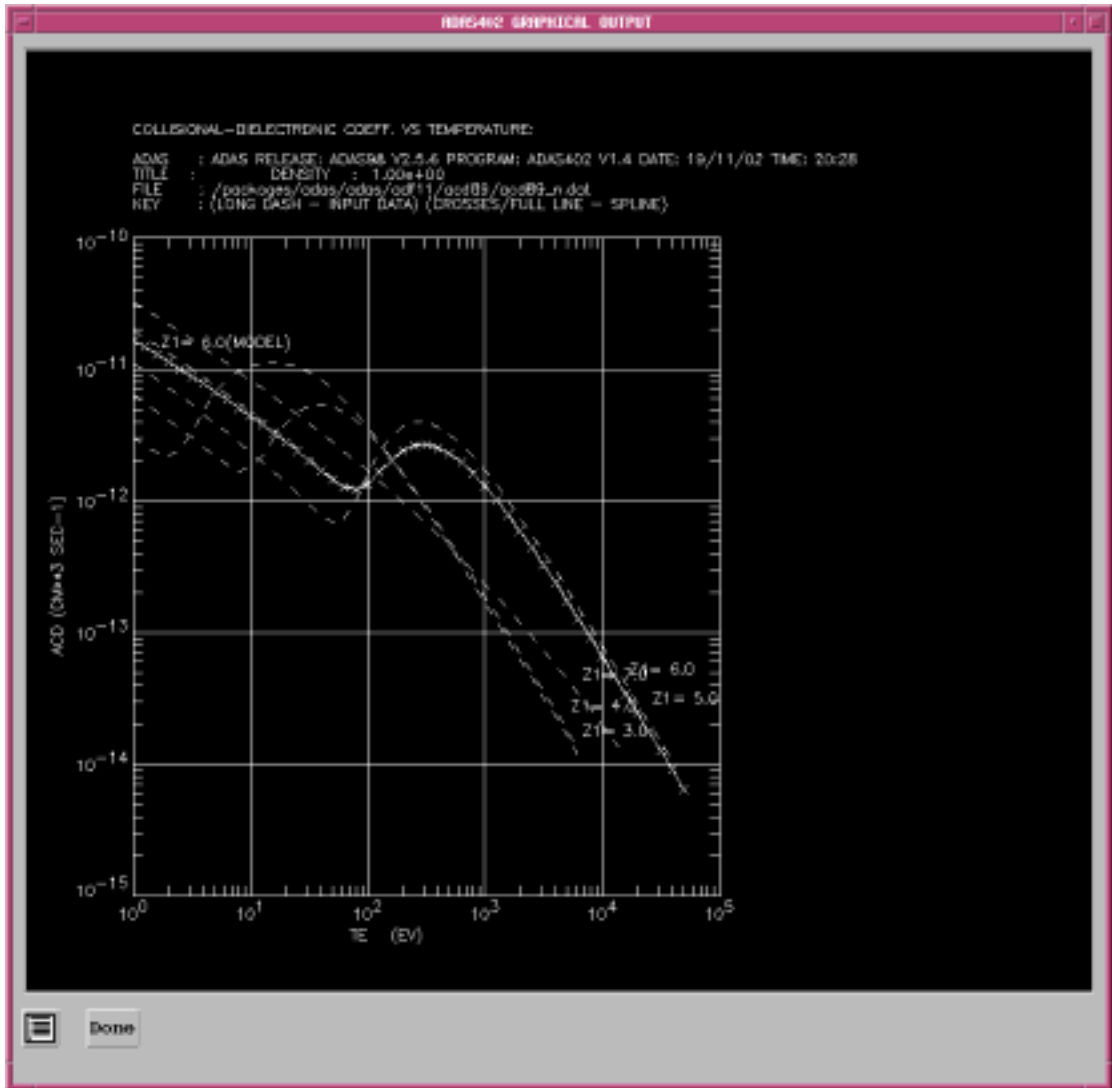 ADAS402 GRAPHICAL OUTPUT
COLLISIONAL-DIELECTRONIC COEFF. VS TEMPERATURE:
ADAS : ADAS RELEASE: ADAS98 V2.5.6 PROGRAM: ADAS402 V1.4 DATE: 19/11/02 TIME: 20:28
TITLE : DENSITY : 1.00e+00
FILE : /packages/adas/adas/adf11/acd89/acd89_n.dat
KEY : (LONG DASH - INPUT DATA) (CROSSES/FULL LINE - SPLINE)
10^-10
Z1= 6.0(MODEL)
10^-11
10^-12
ACD (CM**3 SEC-1)
10^-13
Z1= 7.0
Z1= 6.0
Z1= 5.0
Z1= 4.0
Z1= 3.0
10^-14
10^-15
10^0 10^1 10^2 10^3 10^4 10^5
TE (EV)
Done